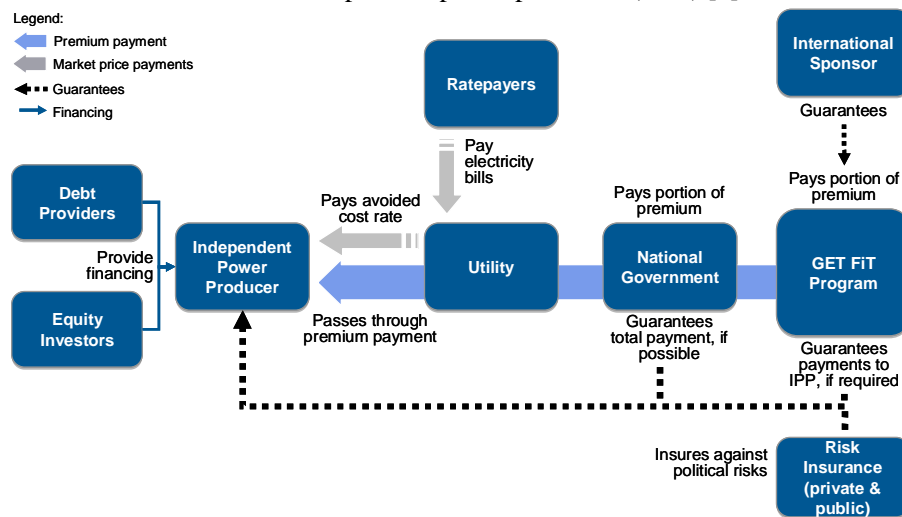 Legend:
Premium payment
Market price payments
Guarantees
Financing
International
Sponsor
Ratepayers
Guarantees
Pay
electricity
bills
Debt
Providers
Pays avoided
cost rate
Pays portion of
premium
Pays portion of
premium
Provide
financing
Independent
Power
Producer
Utility
National
Government
GET FiT
Program
Equity
Investors
Passes through
premium payment
Guarantees
total payment, if
possible
Guarantees
payments to
IPP, if required
Insures against
political risks
Risk
Insurance
(private &
public)